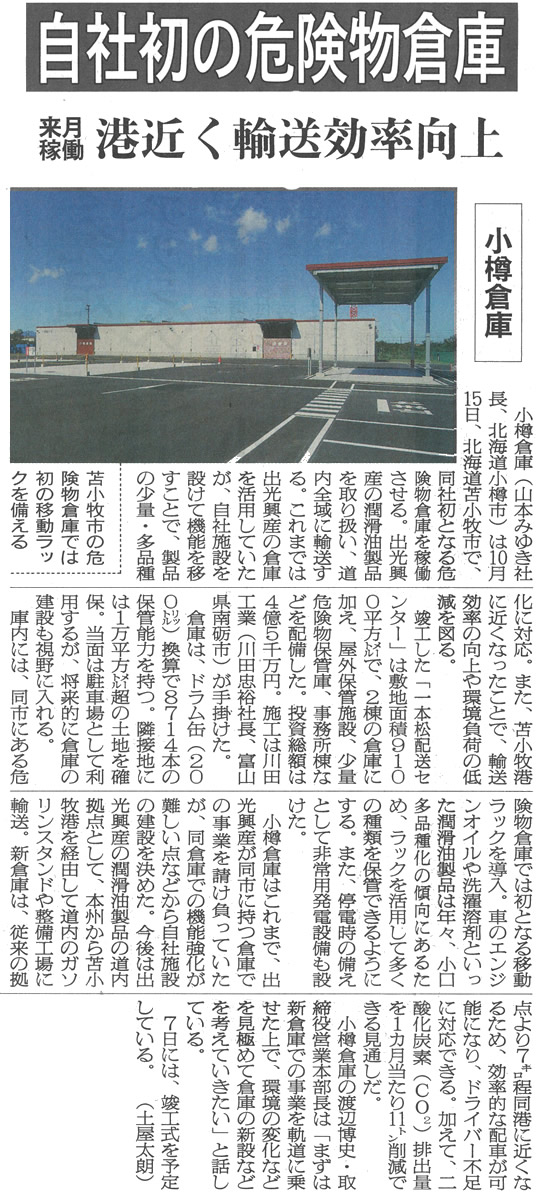 自社初の危険物倉庫
来月稼働
港近く輸送効率向上
小樽倉庫
　小樽倉庫（山本みゆき社
長、北海道小樽市）は10月
15日、北海道苫小牧市で、
同社初となる危
険物倉庫を稼働
させる。出光興
産の潤滑油製品
を取り扱い、道
内全域に輸送す
る。これまでは
出光興産の倉庫
を活用していた
が、自社施設を
設けて機能を移
すことで、製品
の少量・多品種
苫小牧市の危
険物倉庫では
初の移動ラッ
クを備える
化に対応。また、苫小牧港
に近くなったことで、輸送
効率の向上や環境負荷の低
減を図る。
　竣工した「一本松配送セ
ンター」は敷地面積910
0平方㍍で、2棟の倉庫に
加え、屋外保管施設、少量
危険物保管庫、事務所棟な
どを配備した。投資総額は
4億5千万円。施工は川田
工業（川田忠裕社長、富山
県南砺市）が手掛けた。
　倉庫は、ドラム缶（20
0㍑）換算で8714本の
保管能力を持つ。隣接地に
は1万平方㍍超の土地を確
保。当面は駐車場として利
用するが、将来的に倉庫の
建設も視野に入れる。
　庫内には、同市にある危
険物倉庫では初となる移動
ラックを導入。車のエンジ
ンオイルや洗濯溶剤といっ
た潤滑油製品は年々、小口
多品種化の傾向にあるた
め、ラックを活用して多く
の種類を保管できるように
する。また、停電時の備え
として非常用発電設備も設
けた。
　小樽倉庫はこれまで、出
光興産が同市に持つ倉庫で
の事業を請け負っていた
が、同倉庫での機能強化が
難しい点などから自社施設
の建設を決めた。今後は出
光興産の潤滑油製品の道内
拠点として、本州から苫小
牧港を経由して道内のガソ
リンスタンドや整備工場に
輸送。新倉庫は、従来の拠
点より7㌔程同港に近くな
るため、効率的な配車が可
能になり、ドライバー不足
に対応できる。加えて、二
酸化炭素（CO₂）排出量
を1カ月当たり11㌧削減で
きる見通しだ。
　小樽倉庫の渡辺博史・取
締役営業本部長は「まずは
新倉庫での事業を軌道に乗
せた上で、環境の変化など
を見極めて倉庫の新設など
を考えていきたい」と話し
ている。
　7日には、竣工式を予定
している。　（土屋太朗）